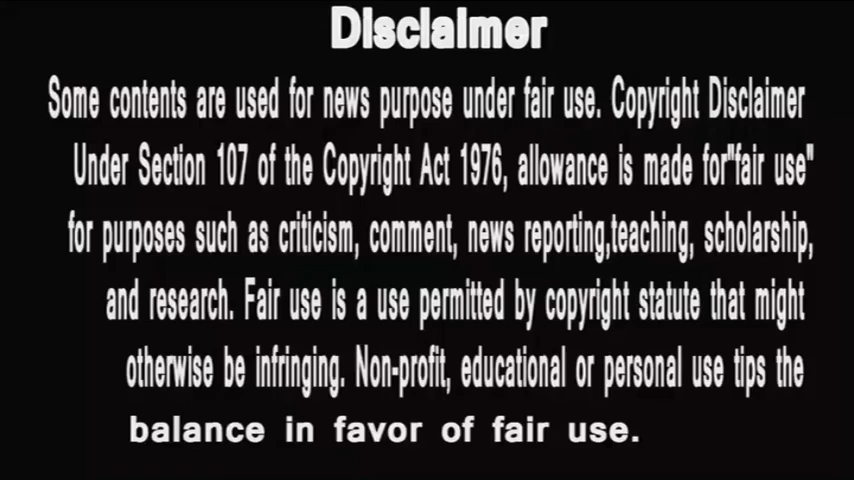 Disclaimer
Some contents are used for news purpose under fair use. Copyright Disclaimer
Under Section 107 of the Copyright Act 1976, allowance is made for"fair use"
for purposes such as criticism, comment, news reporting,teaching, scholarship,
and research. Fair use is a use permitted by copyright statute that might
otherwise be infringing. Non-profit, educational or personal use tips the
balance in favor of fair use.